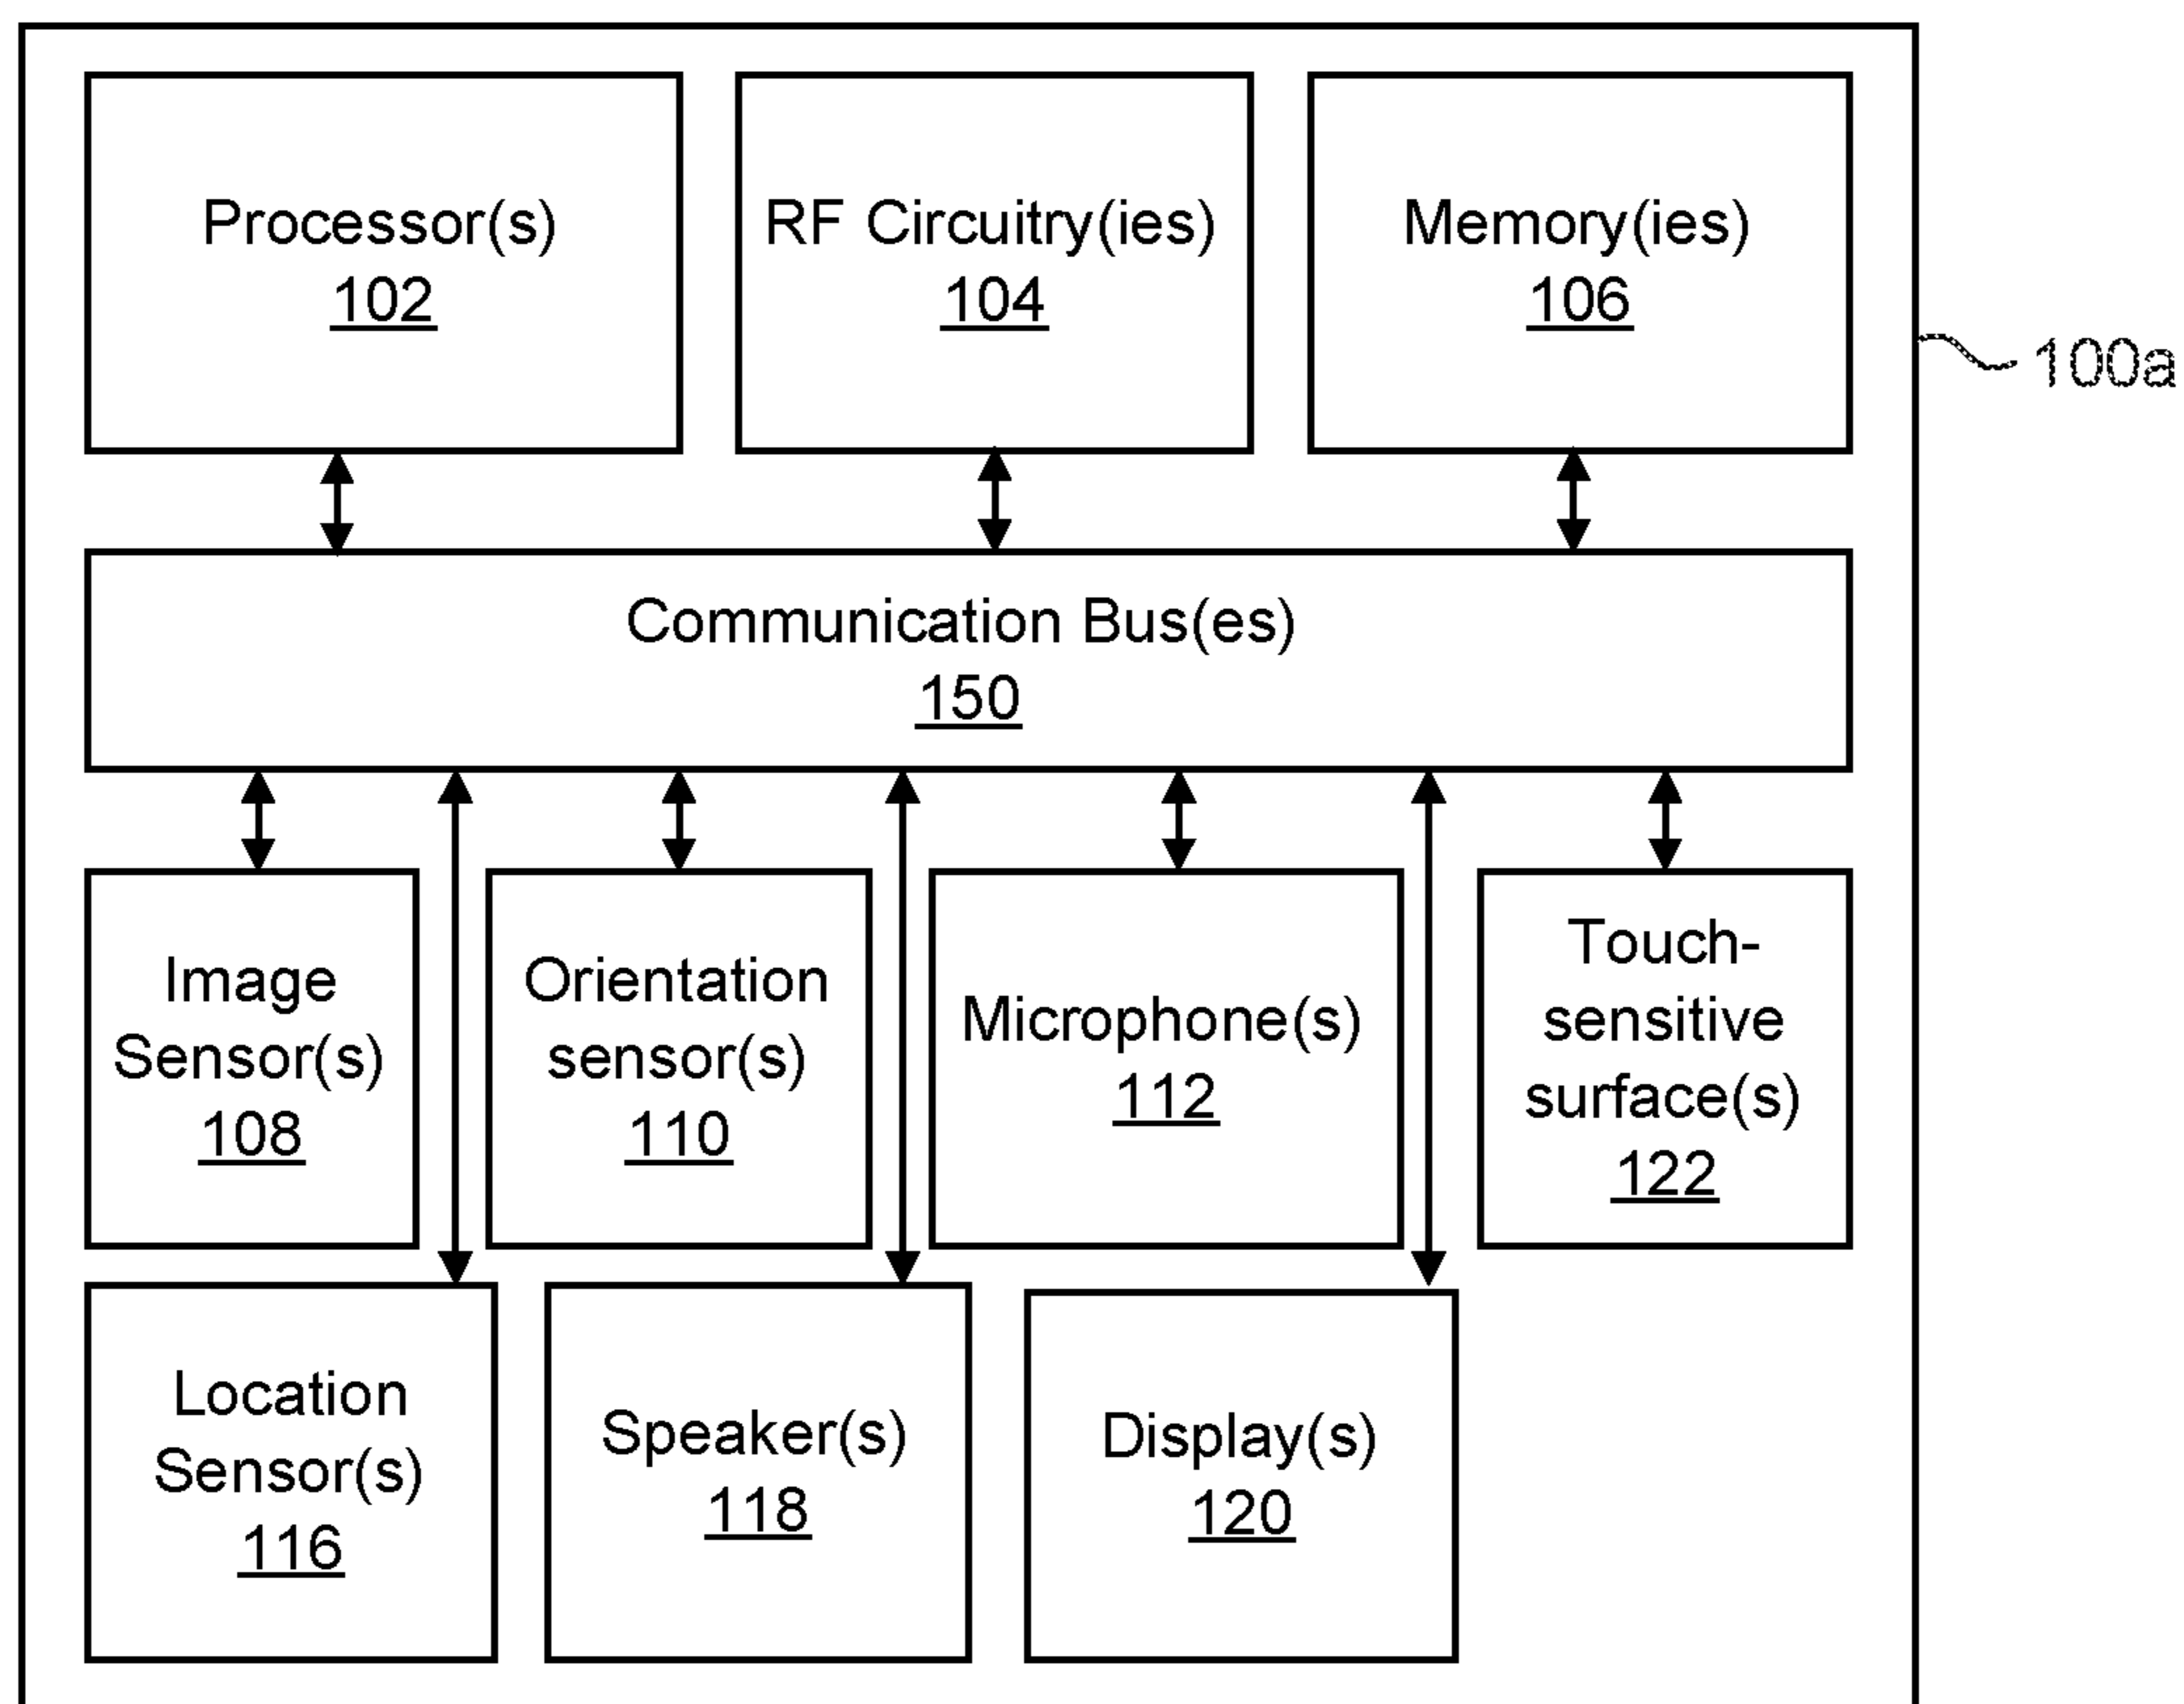 Processor(s)
102
RF Circuitry(ies)
104
Memory(ies)
106
100a
Communication Bus(es)
150
Image
Sensor(s)
108
Orientation
sensor(s)
110
Microphone(s)
112
Touch-
sensitive
surface(s)
122
Location
Sensor(s)
116
Speaker(s)
118
Display(s)
120